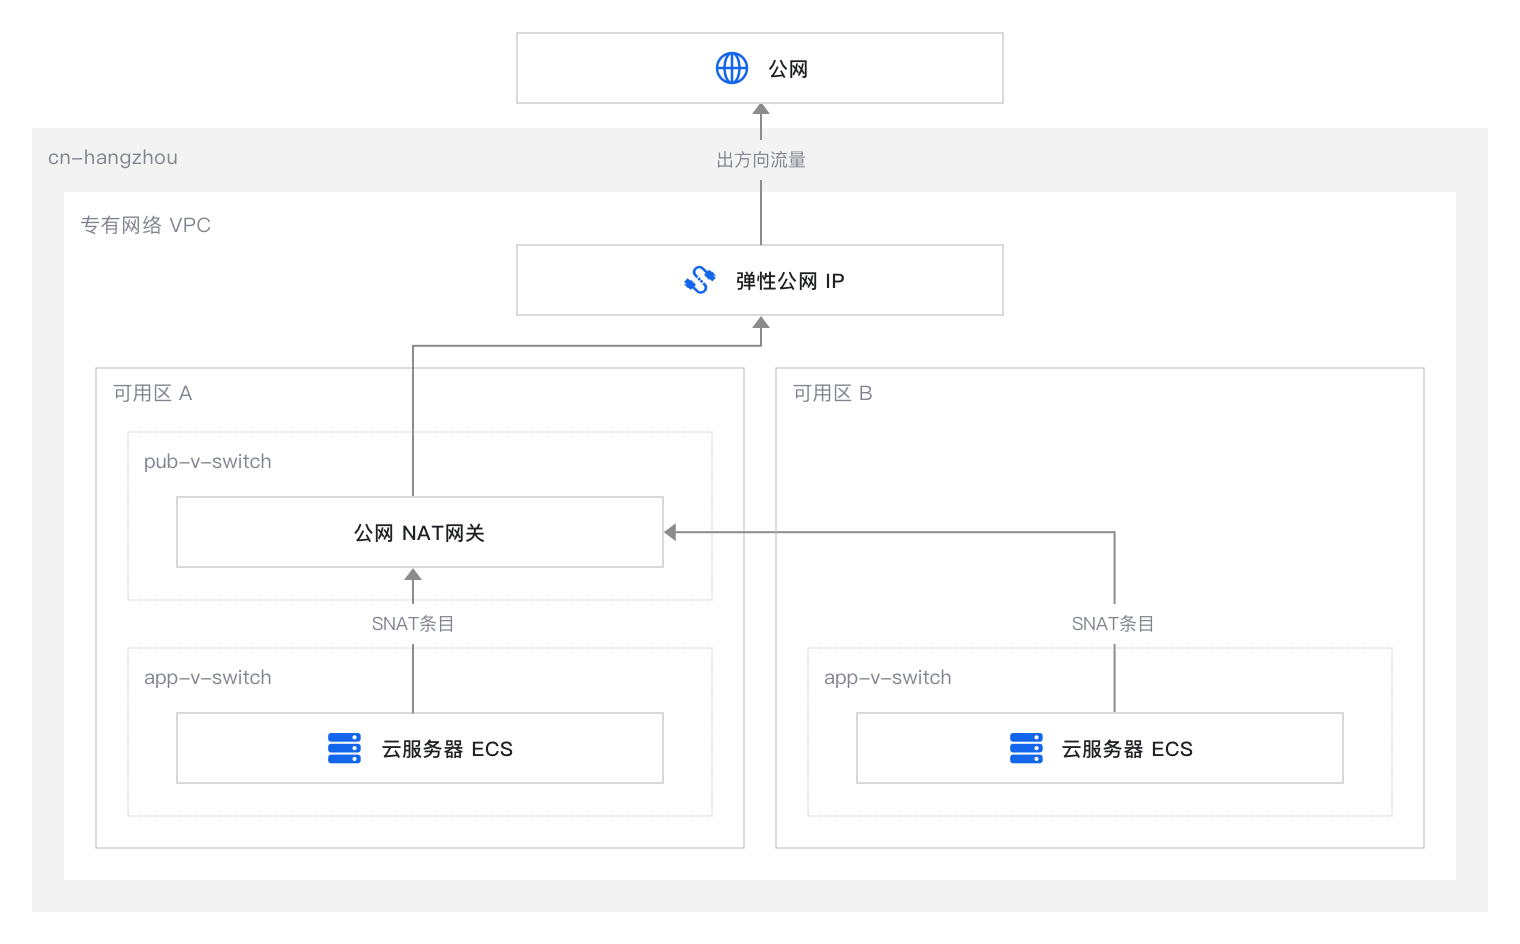 公网
cn-hangzhou
出方向流量
专有网络 VPC
弹性公网 IP
可用区 A
可用区 B
pub-v-switch
公网 NAT网关
SNAT条目
SNAT条目
app-v-switch
app-v-switch
云服务器 ECS
云服务器 ECS